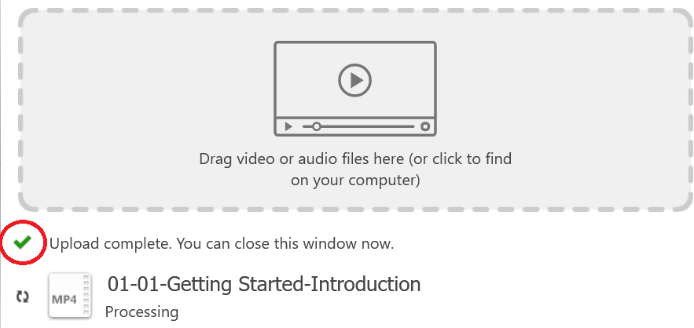 Drag video or audio files here (or click to find
on your computer)
Upload complete. You can close this window now.
MP4
01-01-Getting Started-Introduction
Processing